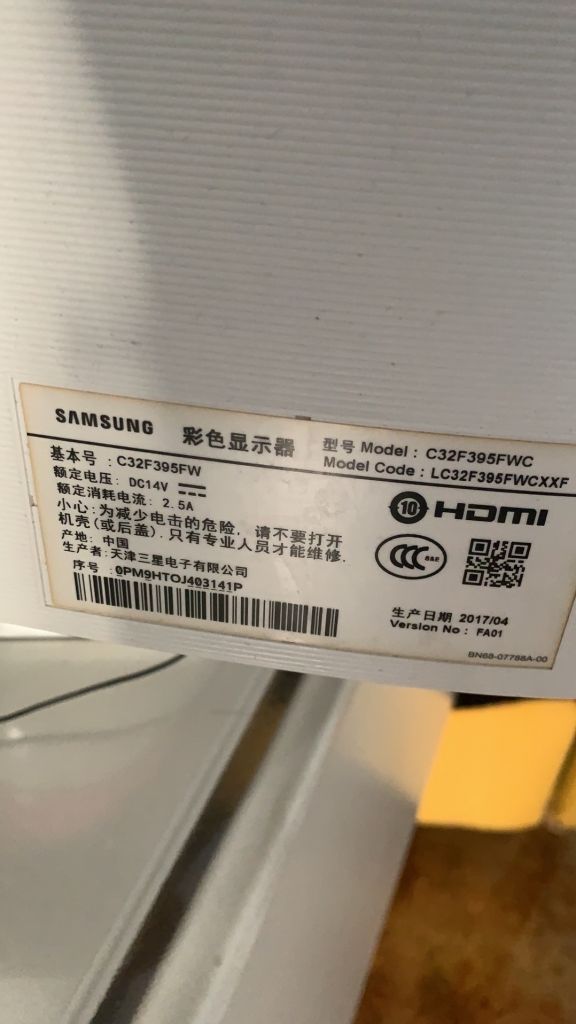 SAMSUNG 彩色显示器 型号 Model : C32F395FWC
Model Code : LC32F395FWCXXF
基本号 : C32F395FW
额定电压: DC14V
额定消耗电流: 2.5A
小心:为减少电击的危险, 请不要打开
机壳(或后盖).只有专业人员才能维修.
产地: 中国
生产者:天津三星电子有限公司
序号 :0PM9HTOJ403141P
10 HDMI
CCC S&E
生产日期 2017/04
Version No : FA01
BN68-07788A-00